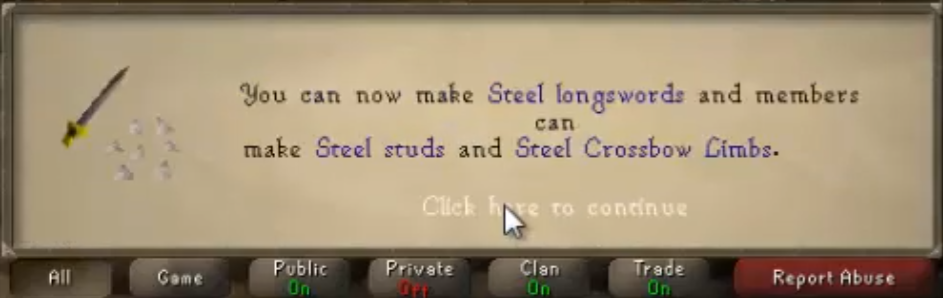 You can now make Steel longswords and members
can
make Steel studs and Steel Crossbow Limbs.
Click here to continue
All
Game
Public
On
Private
Off
Clan
On
Trade
On
Report Abuse